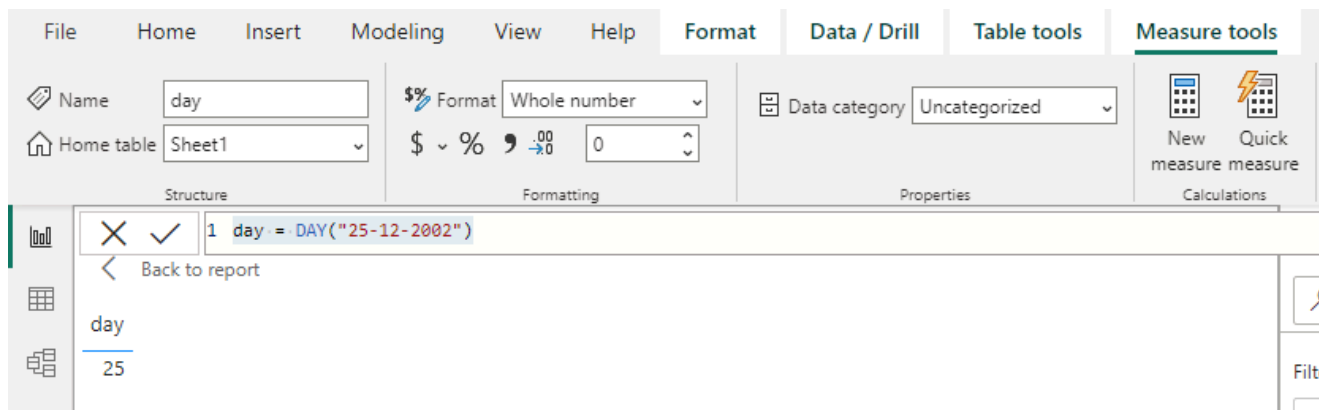 File Home Insert Modeling View Help Format Data / Drill Table tools Measure tools
Name day
$% Format Whole number
Data category Uncategorized
Home table Sheet1
$ % 9 .00 .0 0
New measure
Quick measure
Structure
Formatting
Properties
Calculations
1 day = DAY("25-12-2002")
Back to report
day
25
Filt